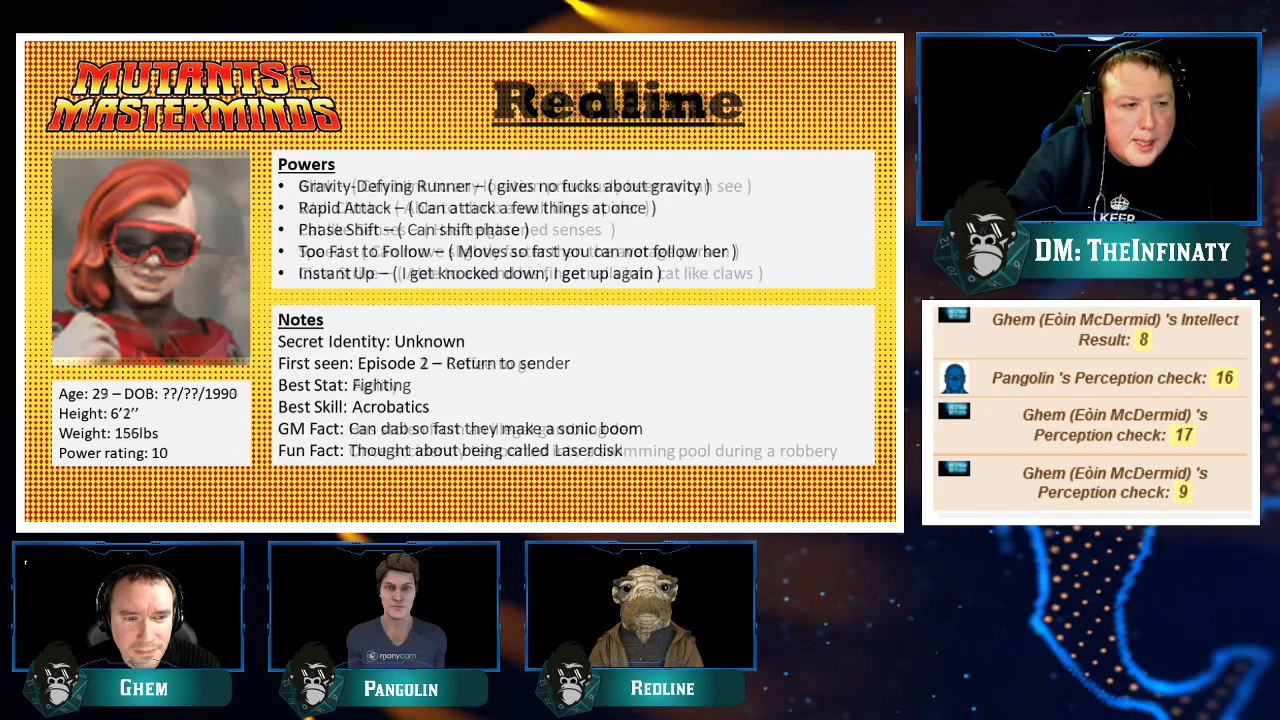 MUTANTS &
MASTERMINDS
Redline
Powers
• Gravity-Defying Runner – ( gives no fucks about gravity )
• Rapid Attack – ( Can attack a few things at once )
• Phase Shift – ( Can shift phase )
• Too Fast to Follow – ( Moves so fast you can not follow her )
• Instant Up – ( I get knocked down, I get up again )
Notes
Secret Identity: Unknown
First seen: Episode 2 – Return to sender
Best Stat: Fighting
Best Skill: Acrobatics
GM Fact: Can stab so fast they make a sonic boom
Fun Fact: Thought about being called Laserdisk
Age: 29 – DOB: ??/??/1990
Height: 6’2’’
Weight: 156lbs
Power rating: 10
KEEP
DM: TheInfinaty
Ghem (Eòin McDermid) 's Intellect
Result: 8
Pangolin 's Perception check: 16
Ghem (Eòin McDermid) 's
Perception check: 17
Ghem (Eòin McDermid) 's
Perception check: 9
manycam
Ghem
Pangolin
Redline